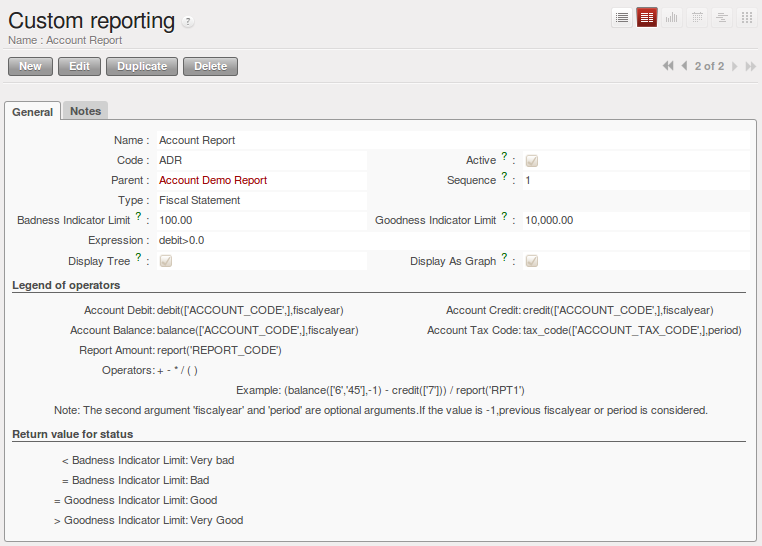 Custom reporting ?
Name : Account Report
New Edit Duplicate Delete 2 of 2
General Notes
Name : Account Report
Code : ADR Active ? :
Parent : Account Demo Report Sequence ? : 1
Type : Fiscal Statement
Badness Indicator Limit ? : 100.00 Goodness Indicator Limit ? : 10,000.00
Expression : debit>0.0
Display Tree ? : Display As Graph ? :
Legend of operators
Account Debit: debit(['ACCOUNT_CODE',],fiscalyear) Account Credit: credit(['ACCOUNT_CODE',],fiscalyear)
Account Balance: balance(['ACCOUNT_CODE',],fiscalyear) Account Tax Code: tax_code(['ACCOUNT_TAX_CODE',],period)
Report Amount: report('REPORT_CODE')
Operators: + - * / ( )
Example: (balance(['6','45'],-1) - credit(['7'])) / report('RPT1')
Note: The second argument 'fiscalyear' and 'period' are optional arguments.If the value is -1,previous fiscalyear or period is considered.
Return value for status
< Badness Indicator Limit: Very bad
= Badness Indicator Limit: Bad
= Goodness Indicator Limit: Good
> Goodness Indicator Limit: Very Good